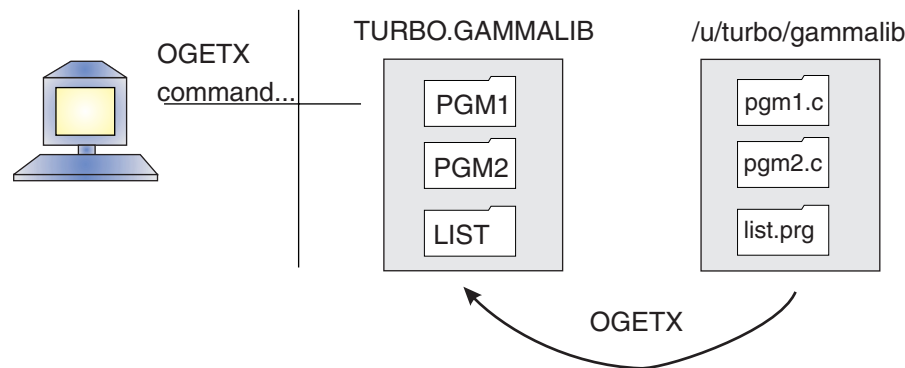 OGETX
command...
TURBO.GAMMALIB
PGM1
PGM2
LIST
/u/turbo/gammalib
pgm1.c
pgm2.c
list.prg
OGETX